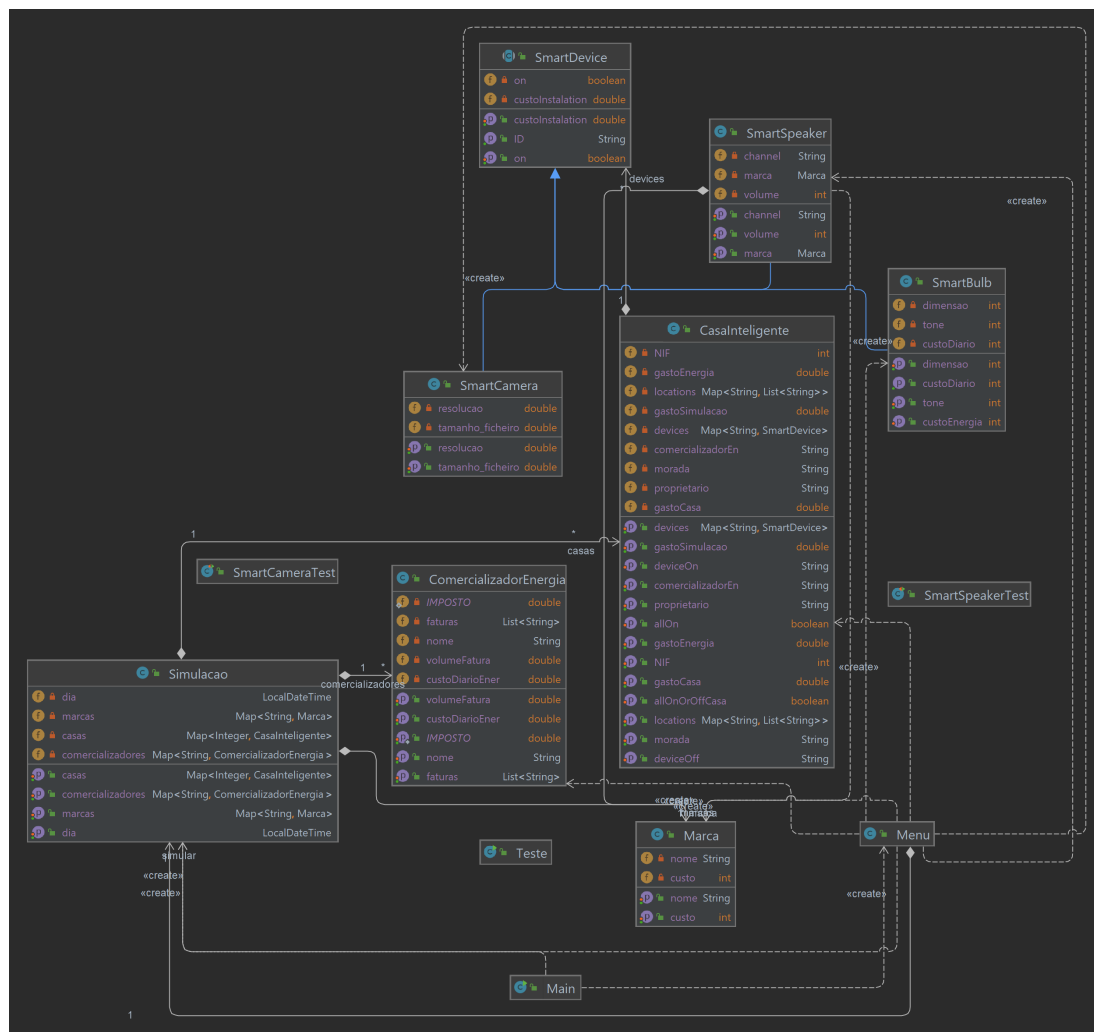 SmartDevice
on boolean
custoInstalation double
custoInstalation double
ID String
on boolean
SmartSpeaker
channel String
marca Marca
volume int
channel String
volume int
marca Marca
devices
*
«create»
«create»
SmartBulb
dimensao int
tone int
custoDiario int
dimensao int
custoDiario int
tone int
custoEnergia int
1
«create»
CasaInteligente
NIF int
gastoEnergia double
locations Map<String, List<String>>
gastoSimulacao double
devices Map<String, SmartDevice>
comercializadorEn String
morada String
proprietario String
gastoCasa double
devices Map<String, SmartDevice>
gastoSimulacao double
deviceOn String
comercializadorEn String
proprietario String
allOn boolean
gastoEnergia double
NIF int
gastoCasa double
allOnOrOffCasa boolean
locations Map<String, List<String>>
morada String
deviceOff String
SmartCamera
resolucao double
tamanho_ficheiro double
resolucao double
tamanho_ficheiro double
1
*
casas
SmartCameraTest
ComercializadorEnergia
IMPOSTO double
faturas List<String>
nome String
volumeFatura double
custoDiarioEner double
volumeFatura double
custoDiarioEner double
IMPOSTO double
nome String
faturas List<String>
SmartSpeakerTest
«create»
Simulacao
dia LocalDateTime
marcas Map<String, Marca>
casas Map<Integer, CasaInteligente>
comercializadores Map<String, ComercializadorEnergia >
casas Map<Integer, CasaInteligente>
comercializadores Map<String, ComercializadorEnergia >
marcas Map<String, Marca>
dia LocalDateTime
1 *
comercializadores
«create»
Marca
nome String
custo int
nome String
custo int
Menu
Teste
simular
«create»
«create»
«create»
Main
1